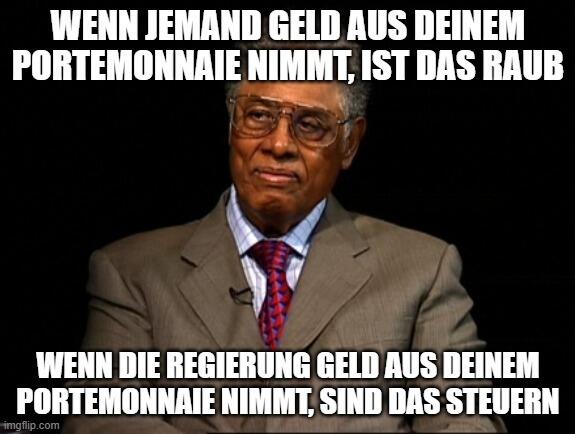 WENN JEMAND GELD AUS DEINEM
PORTEMONNAIE NIMMT, IST DAS RAUB
WENN DIE REGIERUNG GELD AUS DEINEM
PORTEMONNAIE NIMMT, SIND DAS STEUERN
imgflip.com